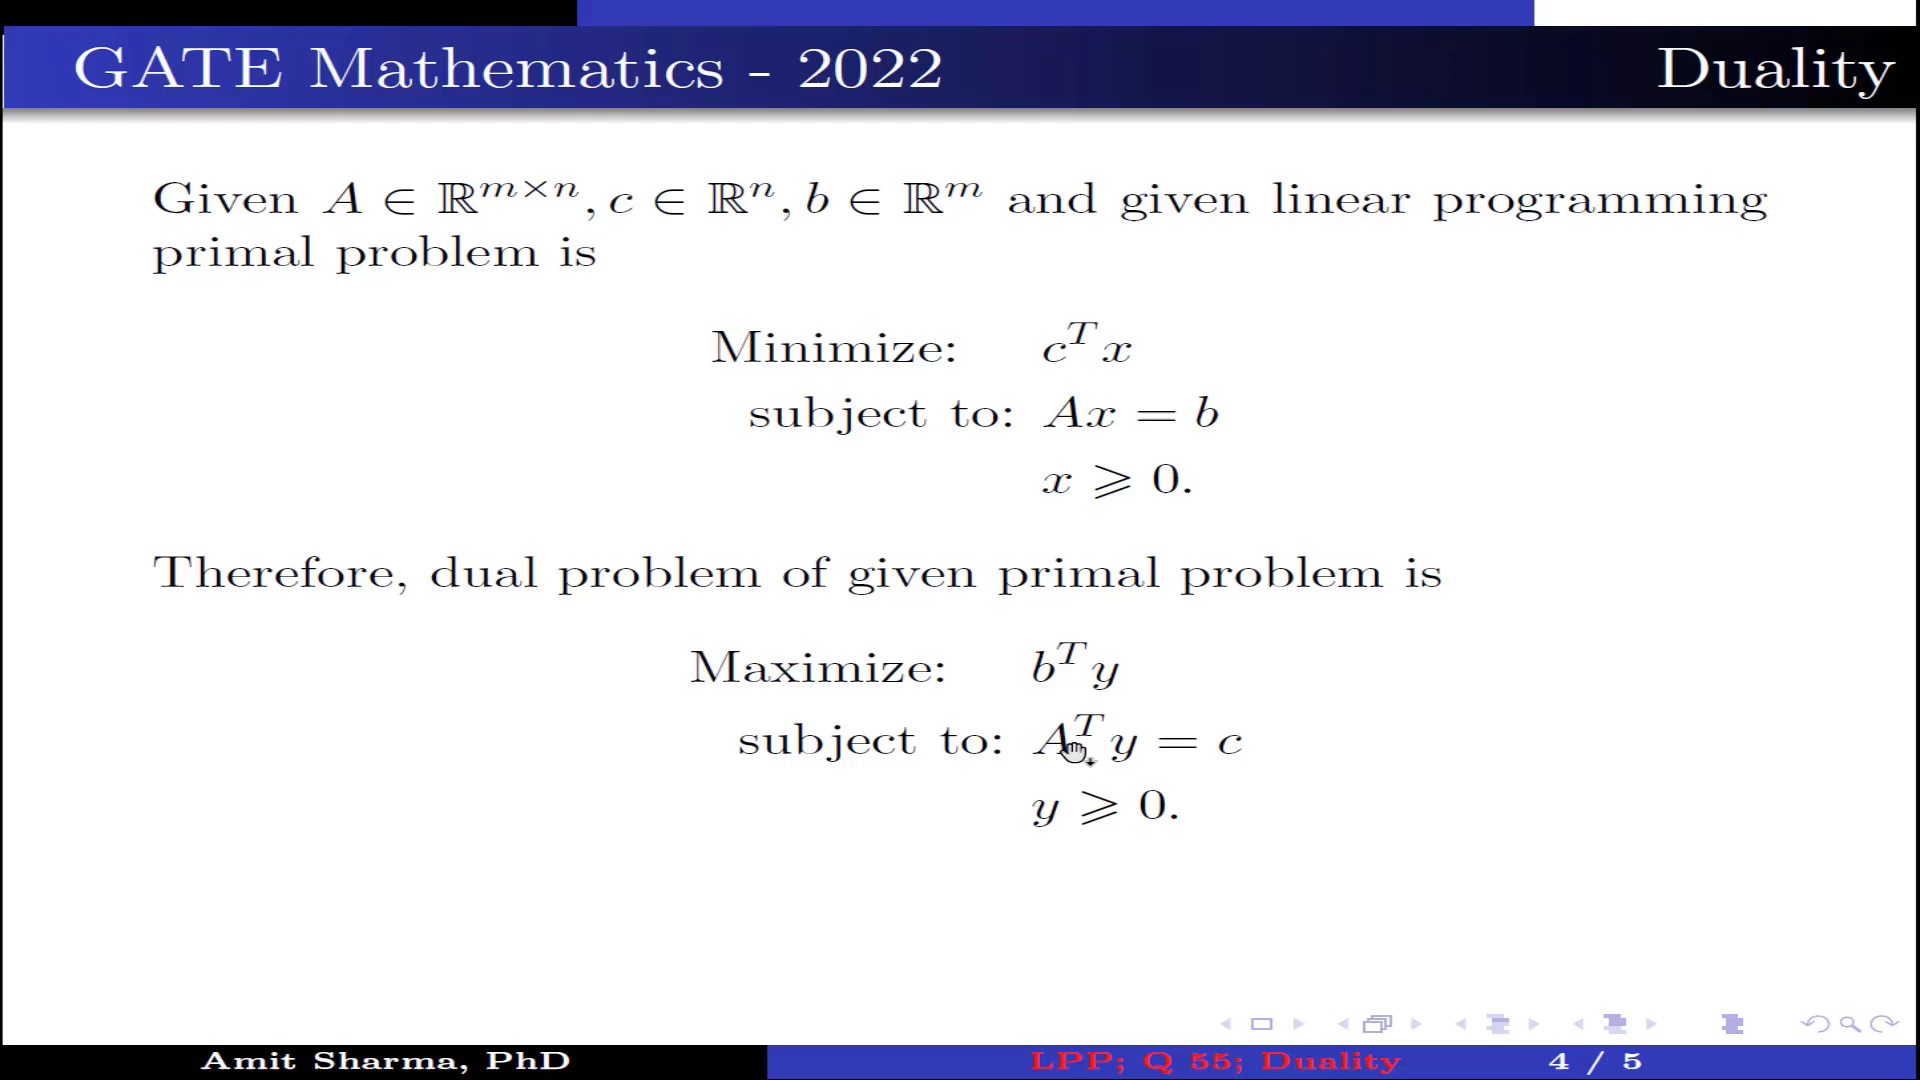 GATE Mathematics - 2022 Duality
Given A ∈ ℝ^{m×n}, c ∈ ℝ^n, b ∈ ℝ^m and given linear programming
primal problem is
Minimize: c^T x
subject to: Ax = b
x ⩾ 0.
Therefore, dual problem of given primal problem is
Maximize: b^T y
subject to: A^T y = c
y ⩾ 0.
Amit Sharma, PhD LPP; Q 55; Duality 4 / 5